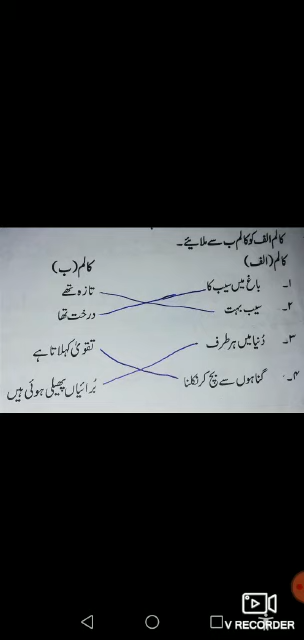 کالم الف کو کالم ب سے ملایئے۔
کالم (الف) کالم (ب)
۱۔ باغ میں سیب کا تازہ تھے
۲۔ سیب بہت درخت تھا
۳۔ دُنیا میں ہر طرف تقویٰ کہلاتا ہے
۴۔ گناہوں سے بچ کر نکلنا بُرائیاں پھیلی ہوئی ہیں
V RECORDER